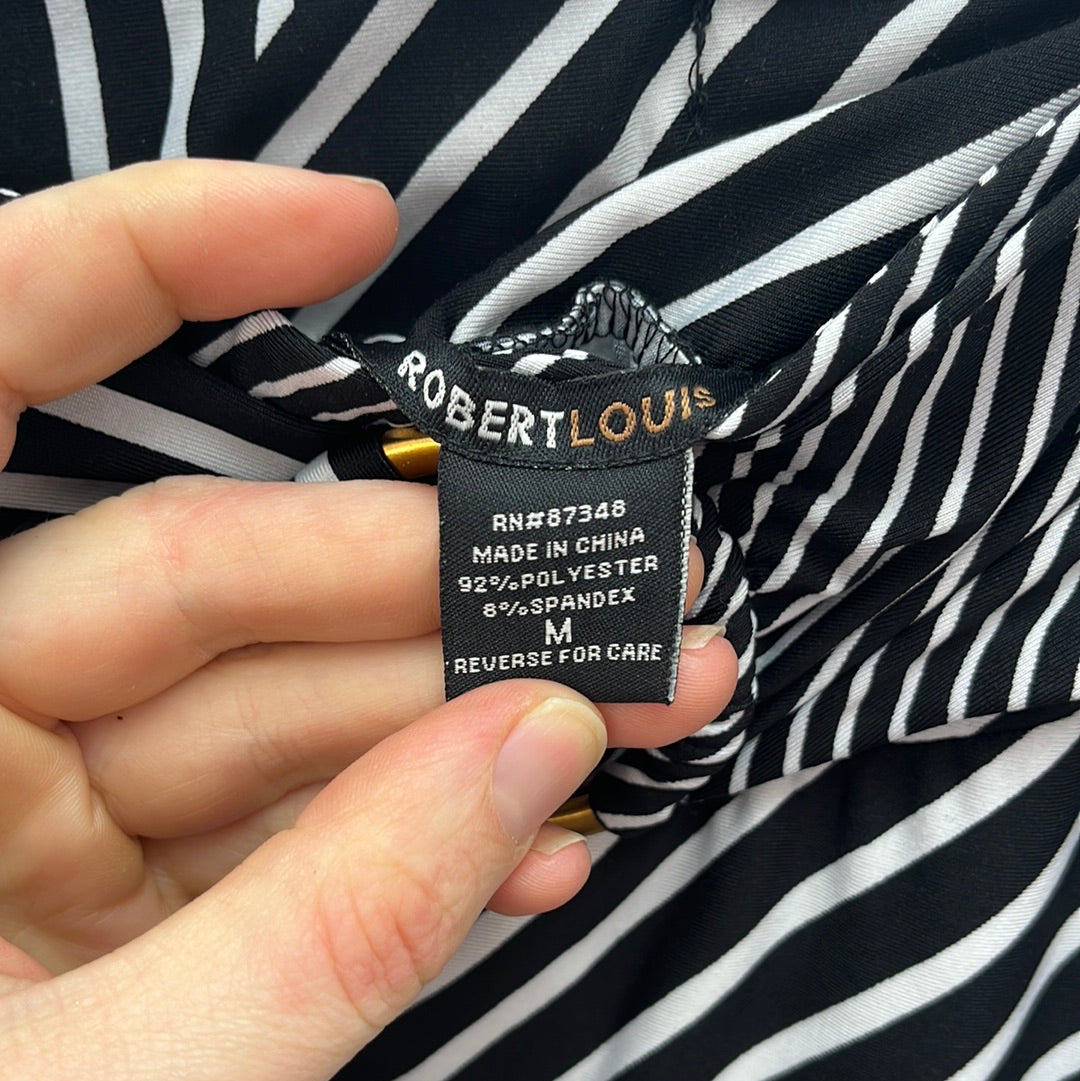 ROBERTLOUIS
RN#87348
MADE IN CHINA
92%POLYESTER
8%SPANDEX
M
REVERSE FOR CARE